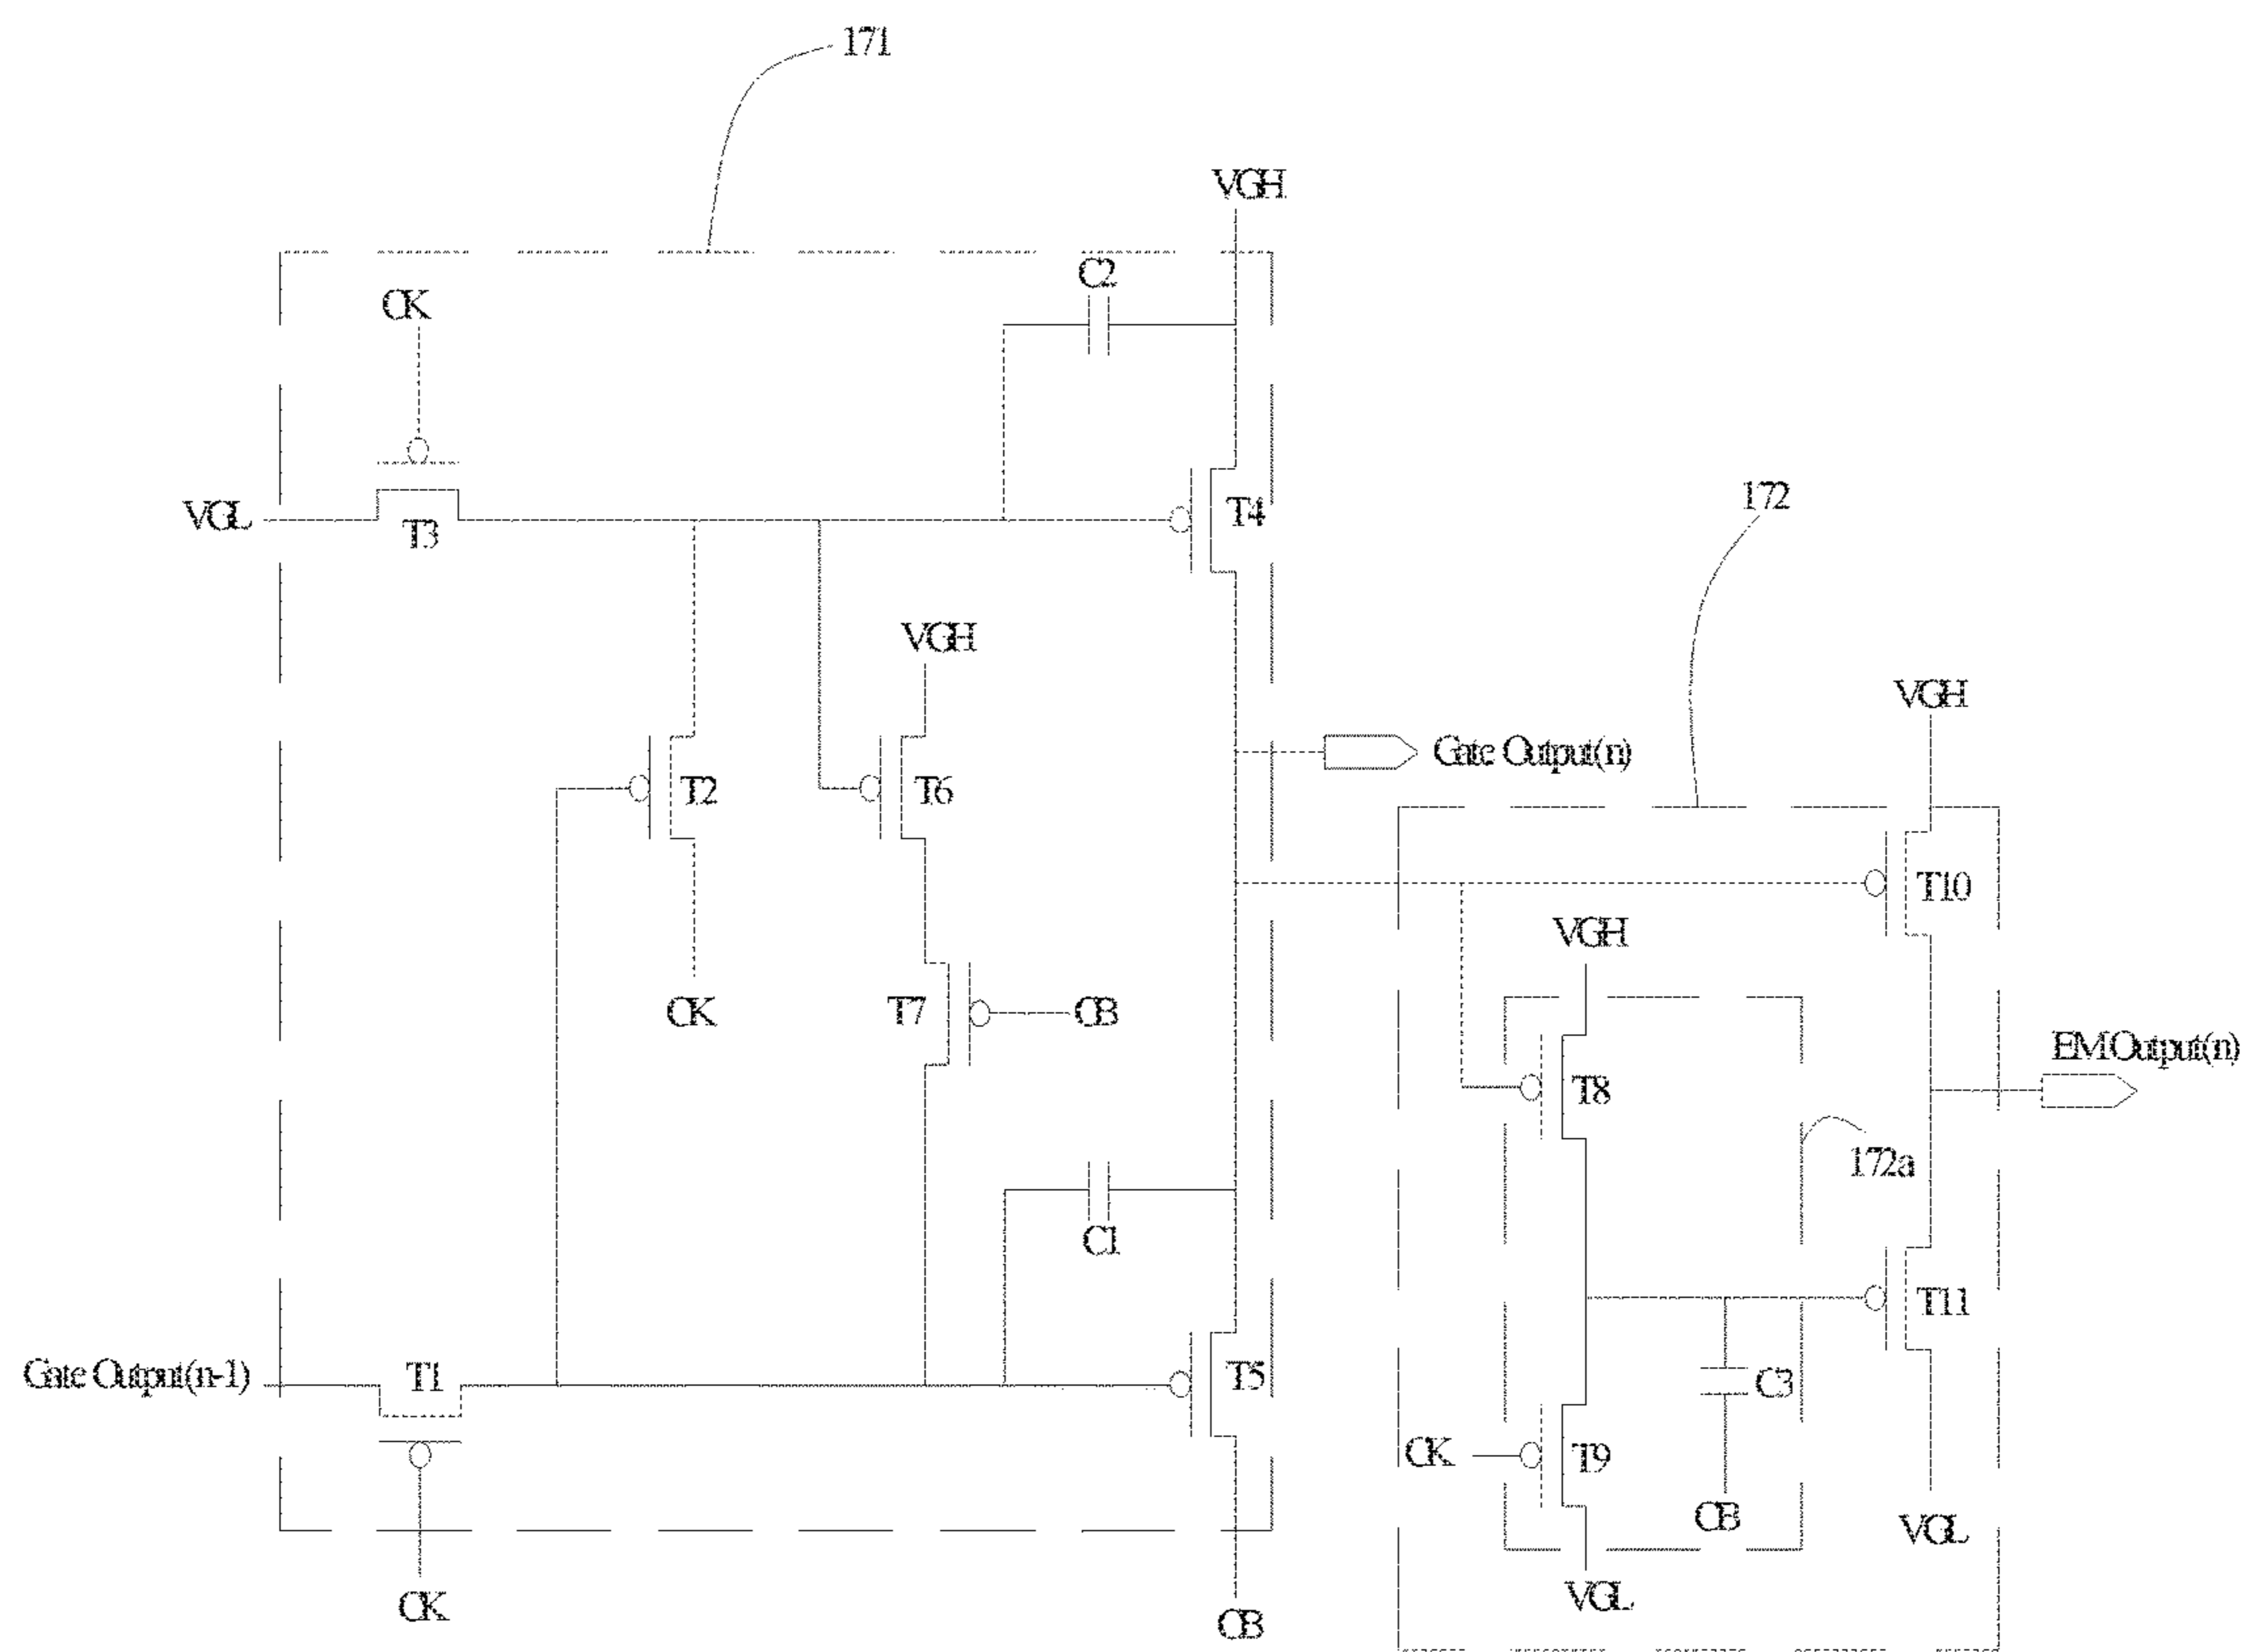 171
VGH
C2
CK
VGL
T3
T4
172
VGH
VGH
Gate Output(n)
T2
T6
T10
VGH
CK
T7
CB
EM Output(n)
T8
172a
C1
T11
Gate Output(n-1)
T1
T5
C3
CK
T9
CB
VGL
VGL
CK
CB